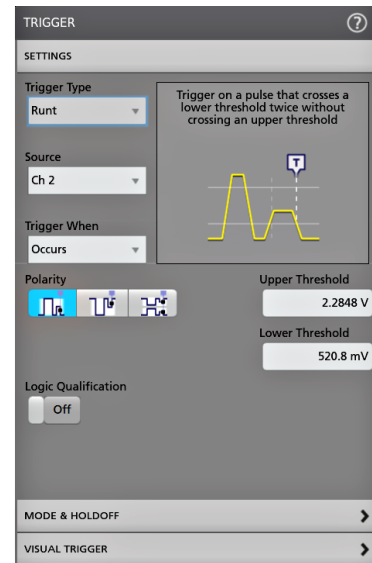 TRIGGER
?
SETTINGS
Trigger Type
Runt
Trigger on a pulse that crosses a
lower threshold twice without
crossing an upper threshold
T
Source
Ch 2
Trigger When
Occurs
Polarity
Upper Threshold
2.2848 V
Lower Threshold
520.8 mV
Logic Qualification
Off
MODE & HOLDOFF
VISUAL TRIGGER